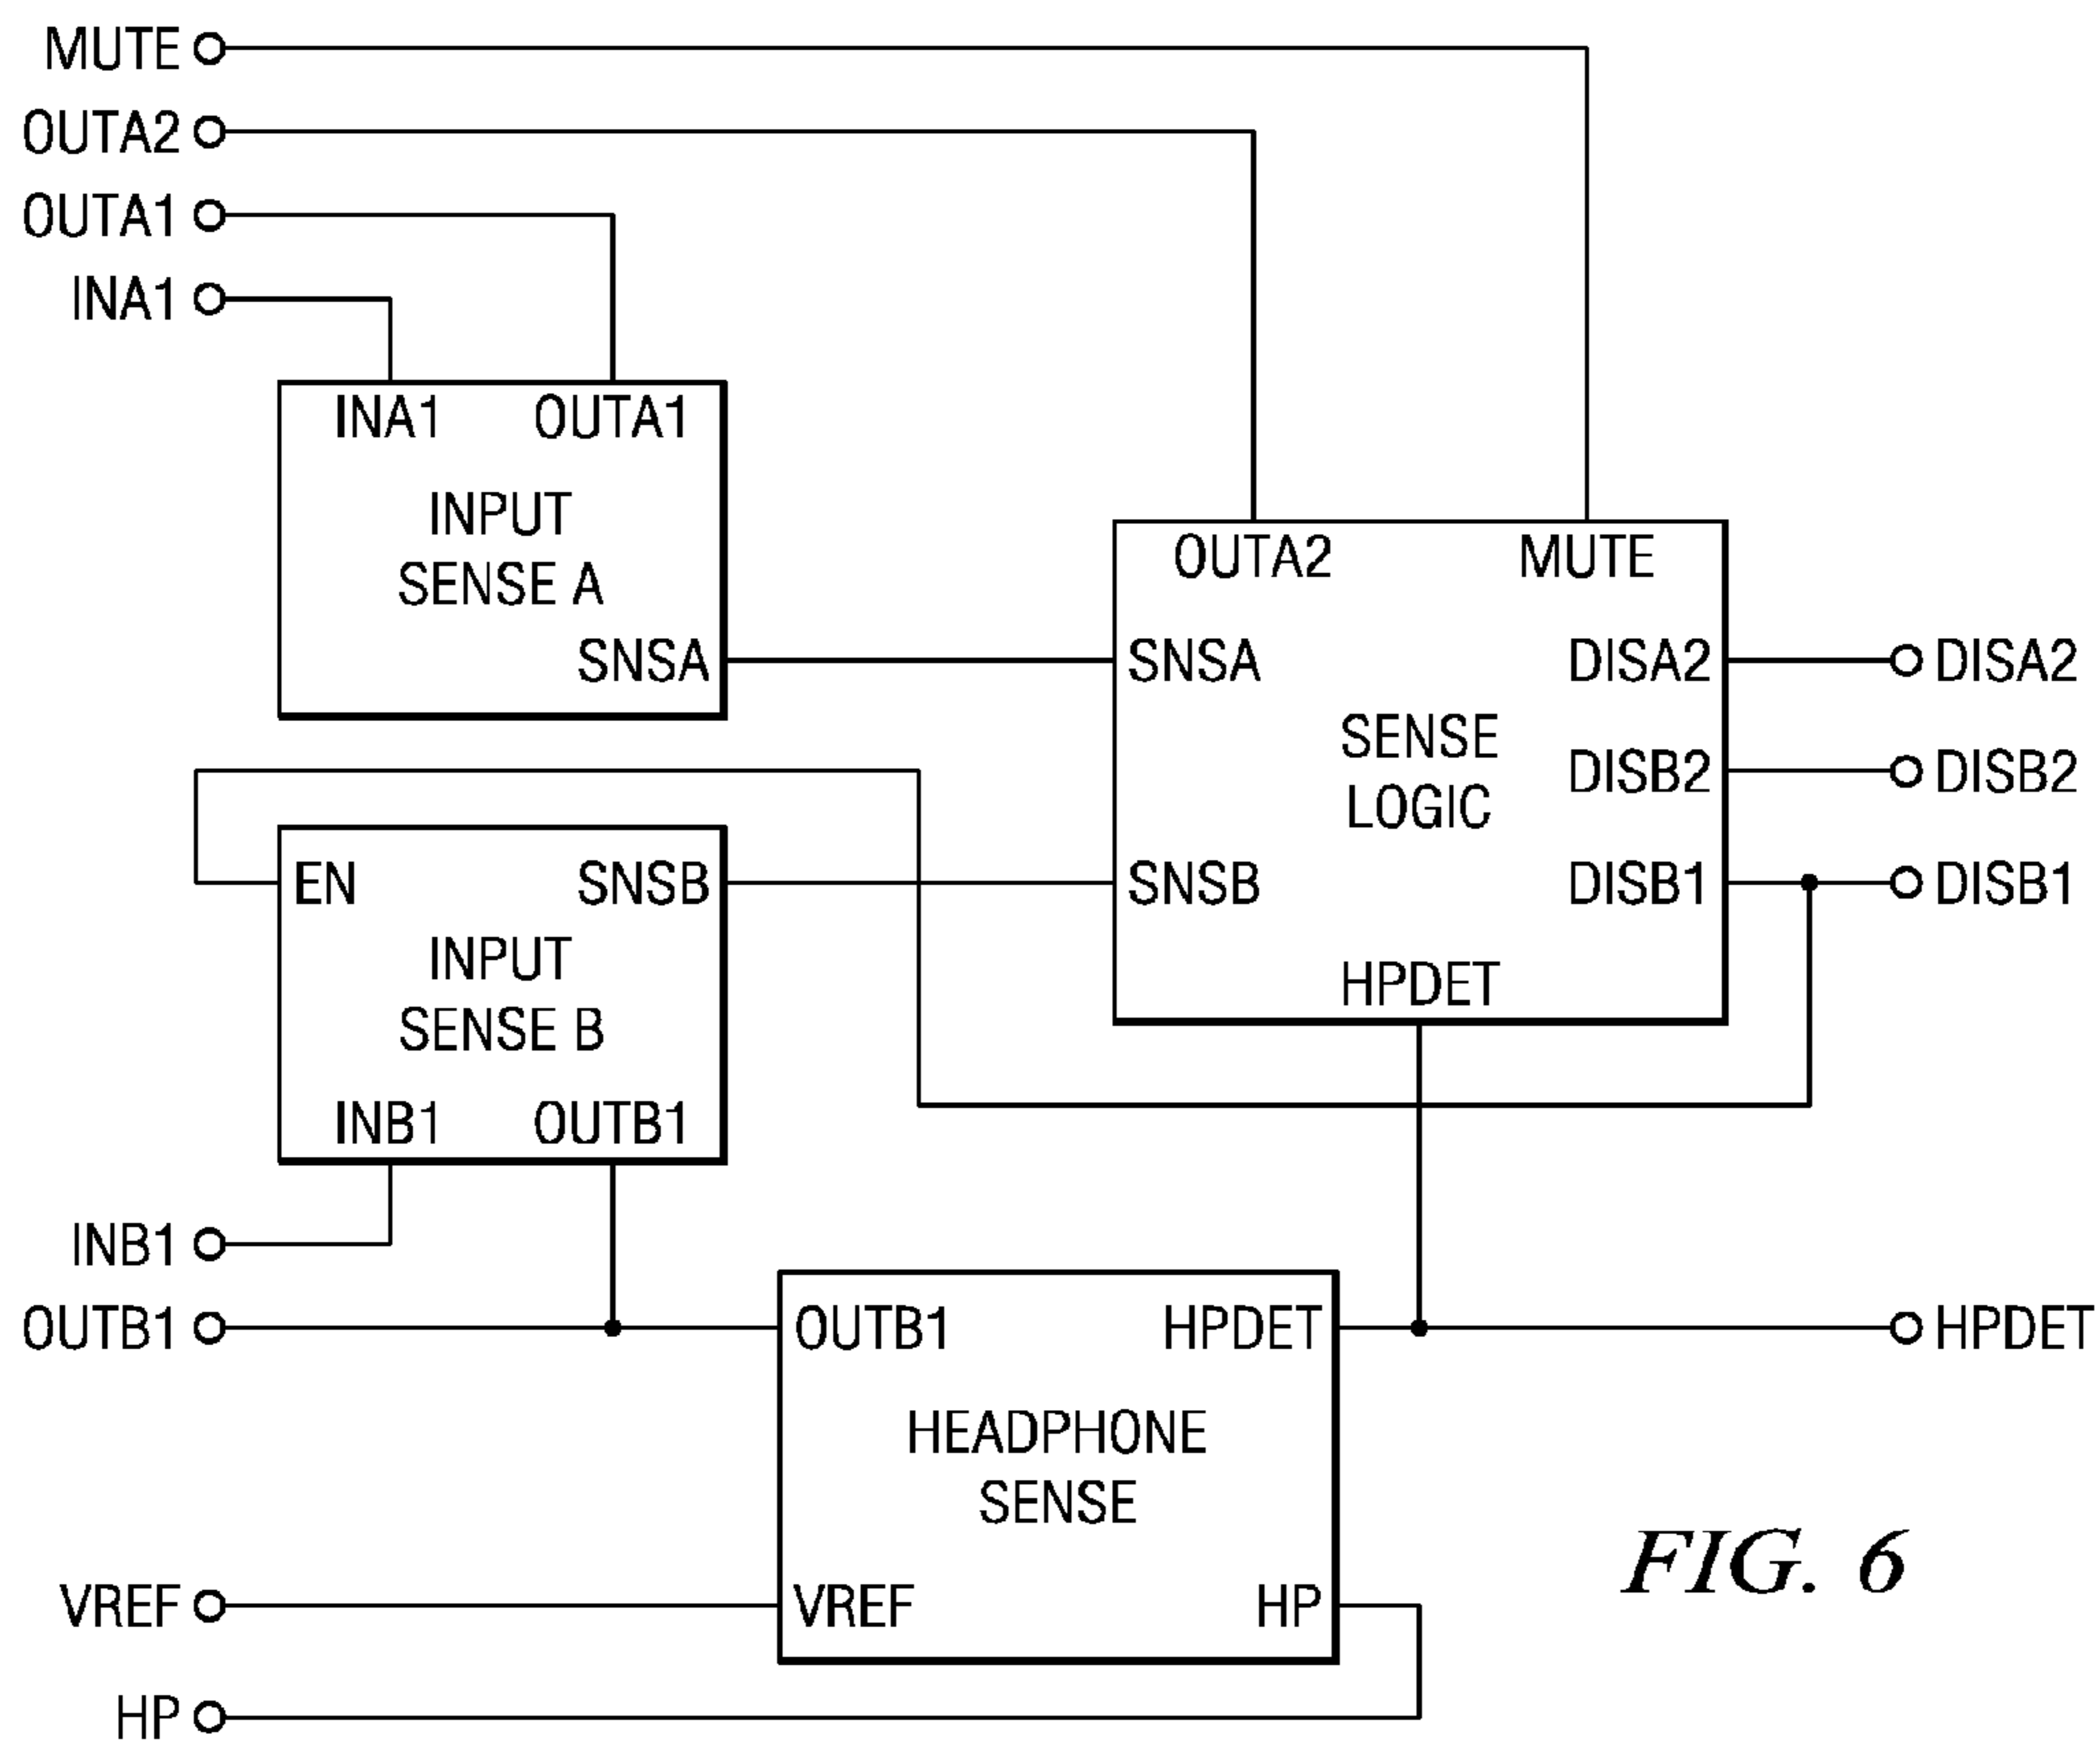 MUTE
OUTA2
OUTA1
INA1
INA1 OUTA1
INPUT
SENSE A
SNSA
OUTA2 MUTE
SNSA DISA2
SENSE
LOGIC
DISB2
SNSB DISB1
HPDET
DISA2
DISB2
DISB1
EN SNSB
INPUT
SENSE B
INB1 OUTB1
INB1
OUTB1
OUTB1 HPDET
HEADPHONE
SENSE
VREF HP
HPDET
VREF
HP
FIG. 6